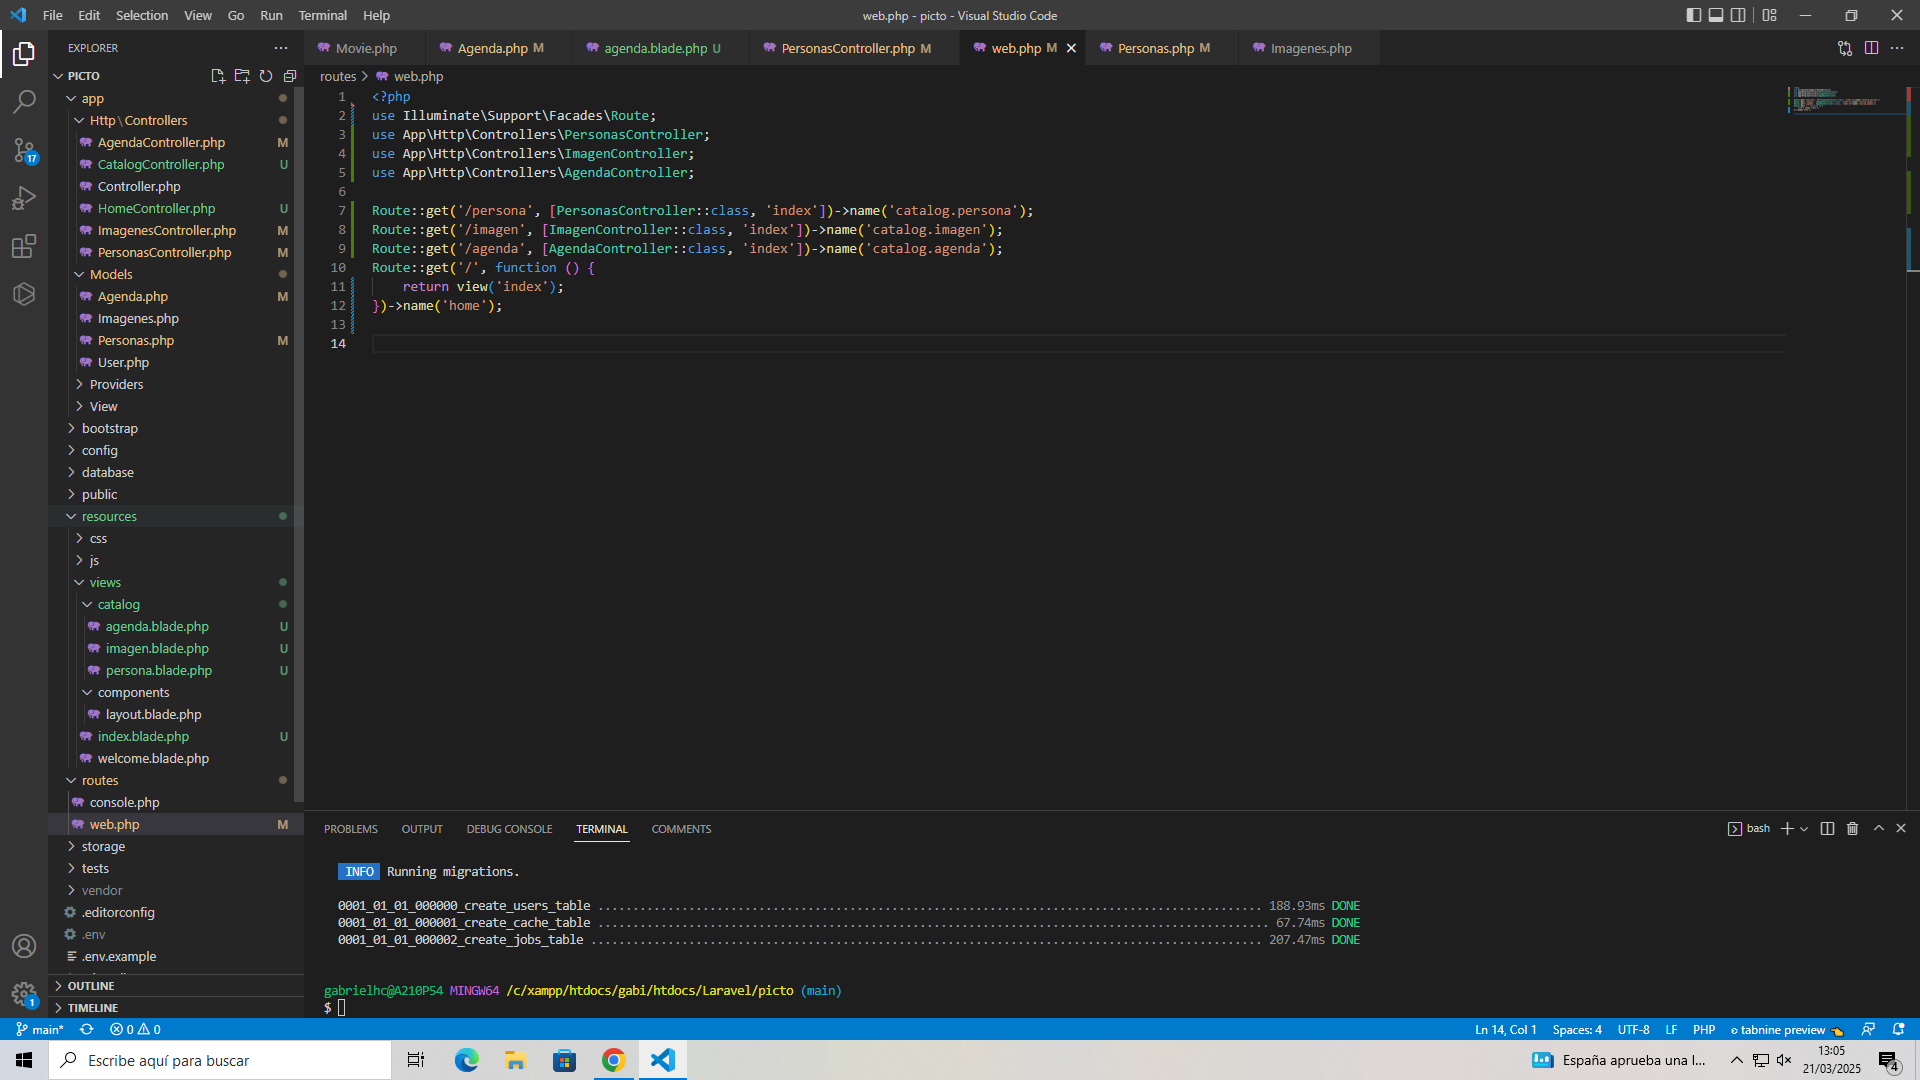 File Edit Selection View Go Run Terminal Help
web.php - picto - Visual Studio Code
EXPLORER
PICTO
app
Http\Controllers
AgendaController.php M
CatalogController.php U
Controller.php
HomeController.php U
ImagenesController.php M
PersonasController.php M
Models
Agenda.php M
Imagenes.php
Personas.php M
User.php
Providers
View
bootstrap
config
database
public
resources
css
js
views
catalog
agenda.blade.php U
imagen.blade.php U
persona.blade.php U
components
layout.blade.php
index.blade.php U
welcome.blade.php
routes
console.php
web.php M
storage
tests
vendor
.editorconfig
.env
.env.example
OUTLINE
TIMELINE
17
1
Movie.php
Agenda.php M
agenda.blade.php U
PersonasController.php M
web.php M
Personas.php M
Imagenes.php
routes > web.php
1 <?php
2 use Illuminate\Support\Facades\Route;
3 use App\Http\Controllers\PersonasController;
4 use App\Http\Controllers\ImagenController;
5 use App\Http\Controllers\AgendaController;
6
7 Route::get('/persona', [PersonasController::class, 'index'])->name('catalog.persona');
8 Route::get('/imagen', [ImagenController::class, 'index'])->name('catalog.imagen');
9 Route::get('/agenda', [AgendaController::class, 'index'])->name('catalog.agenda');
10 Route::get('/', function () {
11     return view('index');
12 })->name('home');
13
14
PROBLEMS OUTPUT DEBUG CONSOLE TERMINAL COMMENTS
bash
INFO Running migrations.
0001_01_01_000000_create_users_table ........ 188.93ms DONE
0001_01_01_000001_create_cache_table ........ 67.74ms DONE
0001_01_01_000002_create_jobs_table ........ 207.47ms DONE
gabrielhc@A210P54 MINGW64 /c/xampp/htdocs/gabi/htdocs/Laravel/picto (main)
$
main* 0 0
Ln 14, Col 1 Spaces: 4 UTF-8 LF PHP tabnine preview
Escribe aquí para buscar
España aprueba una l...
13:05
21/03/2025
4